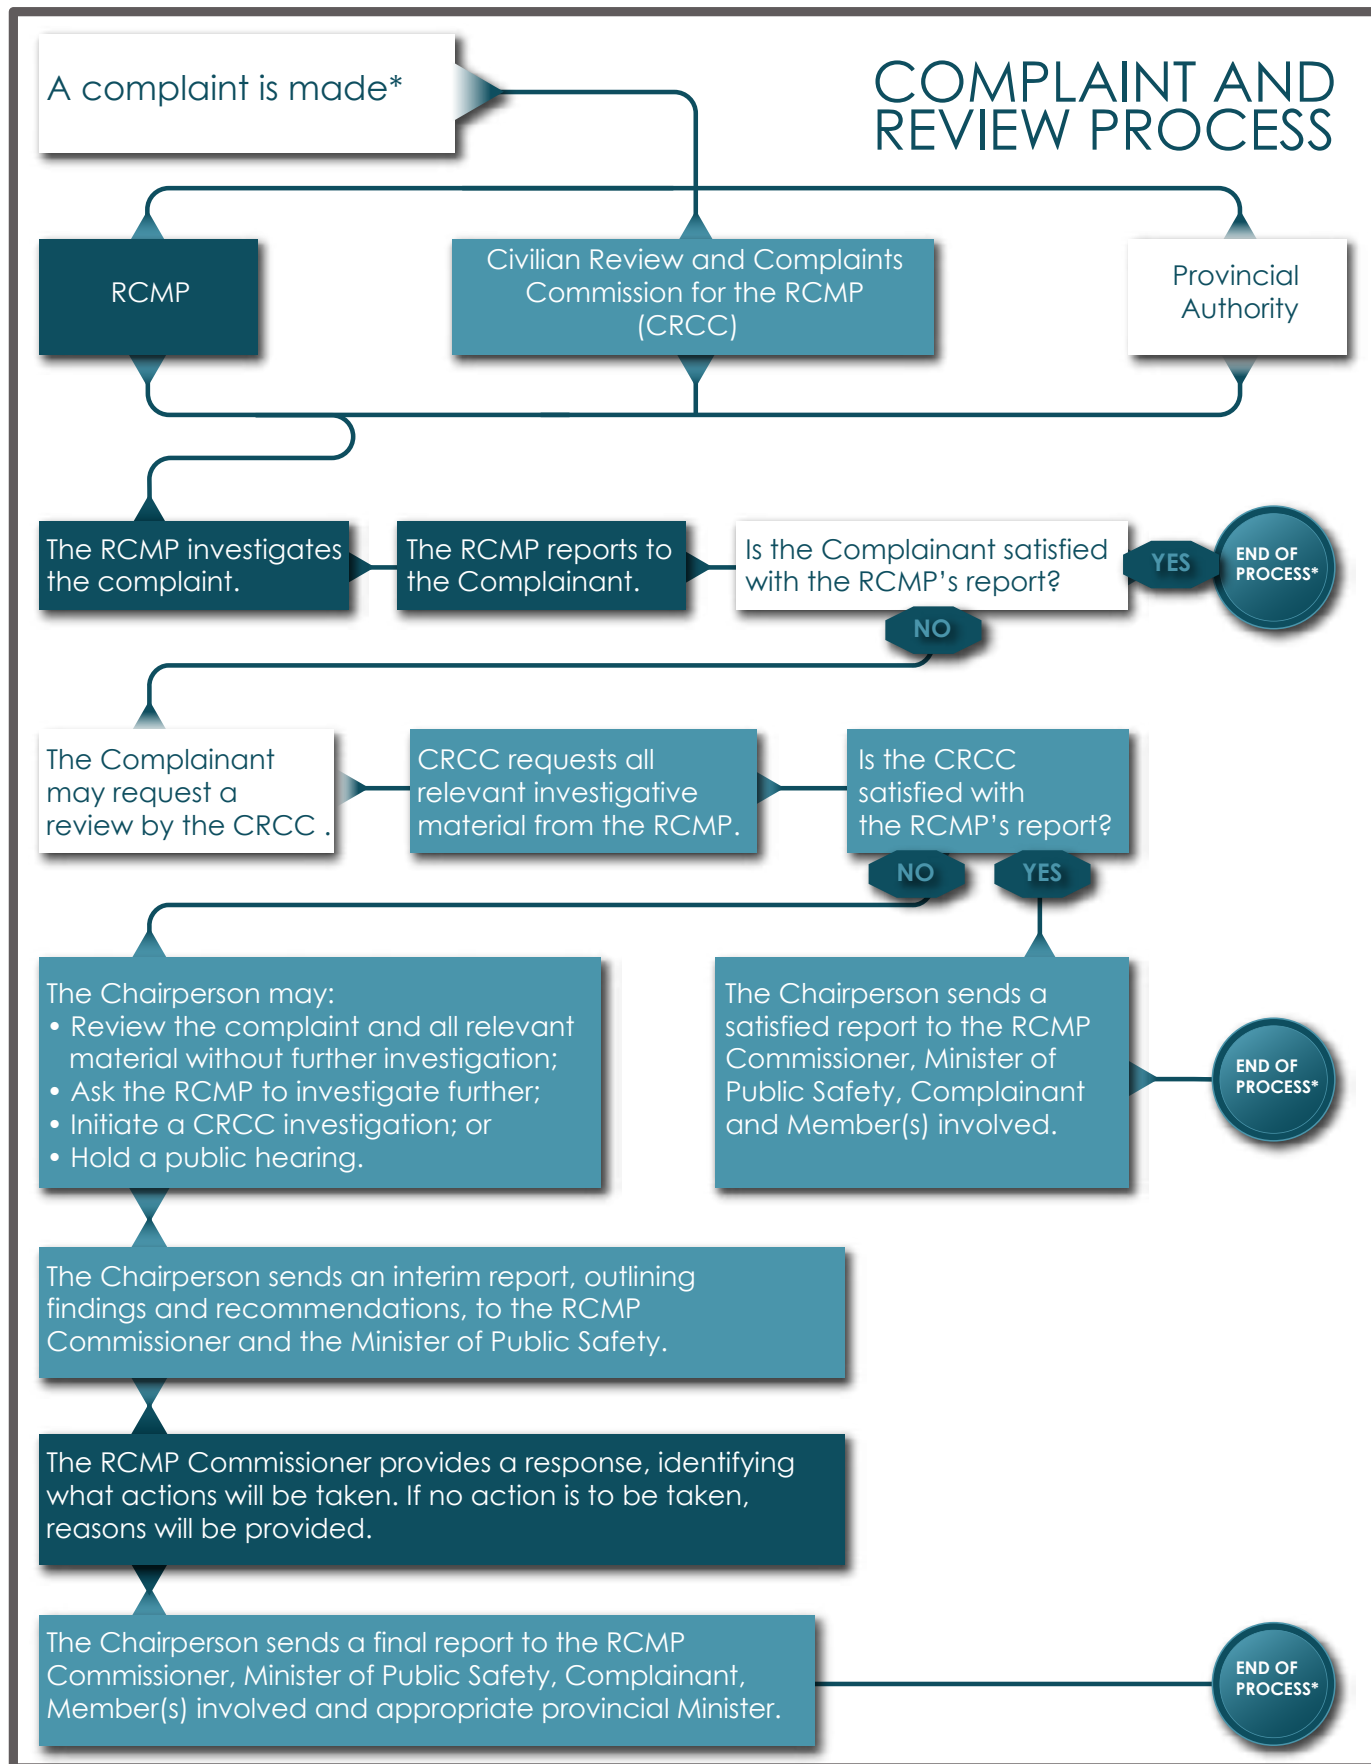 COMPLAINT AND
REVIEW PROCESS
A complaint is made*
RCMP
Civilian Review and Complaints
Commission for the RCMP
(CRCC)
Provincial
Authority
The RCMP investigates
the complaint.
The RCMP reports to
the Complainant.
Is the Complainant satisfied
with the RCMP’s report?
YES
END OF
PROCESS*
NO
The Complainant
may request a
review by the CRCC .
CRCC requests all
relevant investigative
material from the RCMP.
Is the CRCC
satisfied with
the RCMP’s report?
NO
YES
The Chairperson may:
• Review the complaint and all relevant
material without further investigation;
• Ask the RCMP to investigate further;
• Initiate a CRCC investigation; or
• Hold a public hearing.
The Chairperson sends a
satisfied report to the RCMP
Commissioner, Minister of
Public Safety, Complainant
and Member(s) involved.
END OF
PROCESS*
The Chairperson sends an interim report, outlining
findings and recommendations, to the RCMP
Commissioner and the Minister of Public Safety.
The RCMP Commissioner provides a response, identifying
what actions will be taken. If no action is to be taken,
reasons will be provided.
The Chairperson sends a final report to the RCMP
Commissioner, Minister of Public Safety, Complainant,
Member(s) involved and appropriate provincial Minister.
END OF
PROCESS*